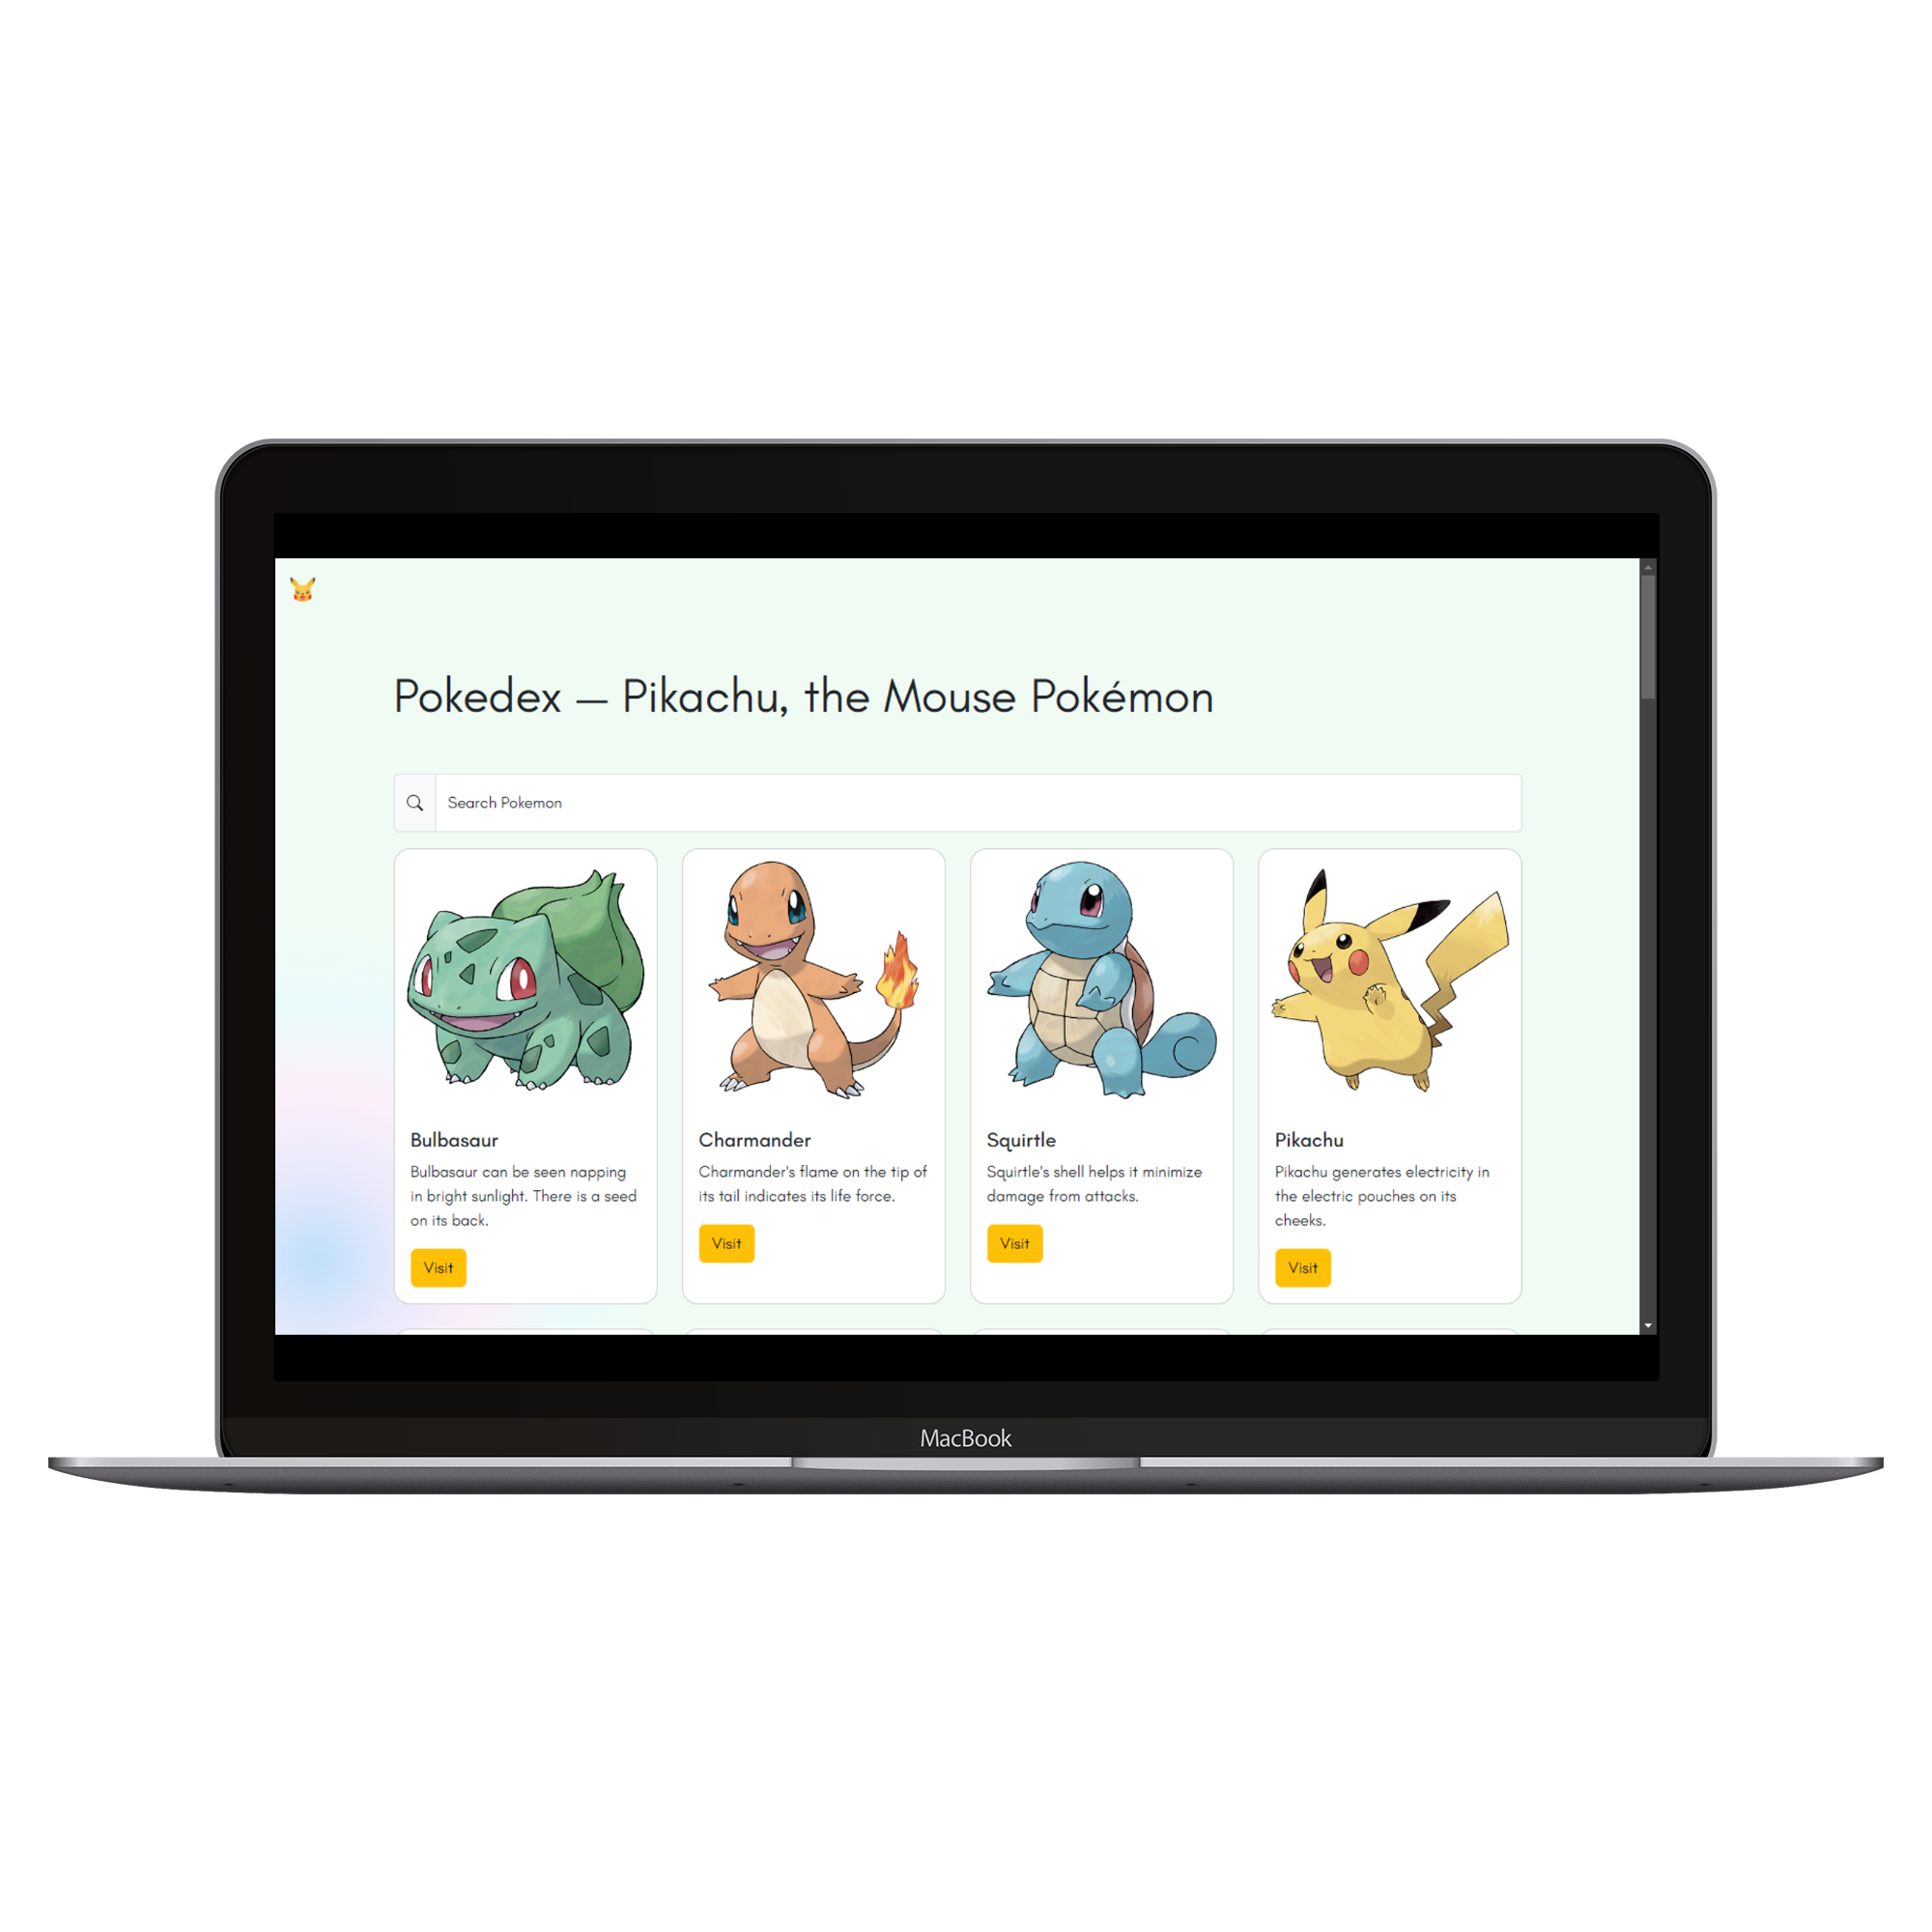 Pokedex — Pikachu, the Mouse Pokémon
Search Pokemon
Bulbasaur
Bulbasaur can be seen napping
in bright sunlight. There is a seed
on its back.
Visit
Charmander
Charmander's flame on the tip of
its tail indicates its life force.
Visit
Squirtle
Squirtle's shell helps it minimize
damage from attacks.
Visit
Pikachu
Pikachu generates electricity in
the electric pouches on its
cheeks.
Visit
MacBook